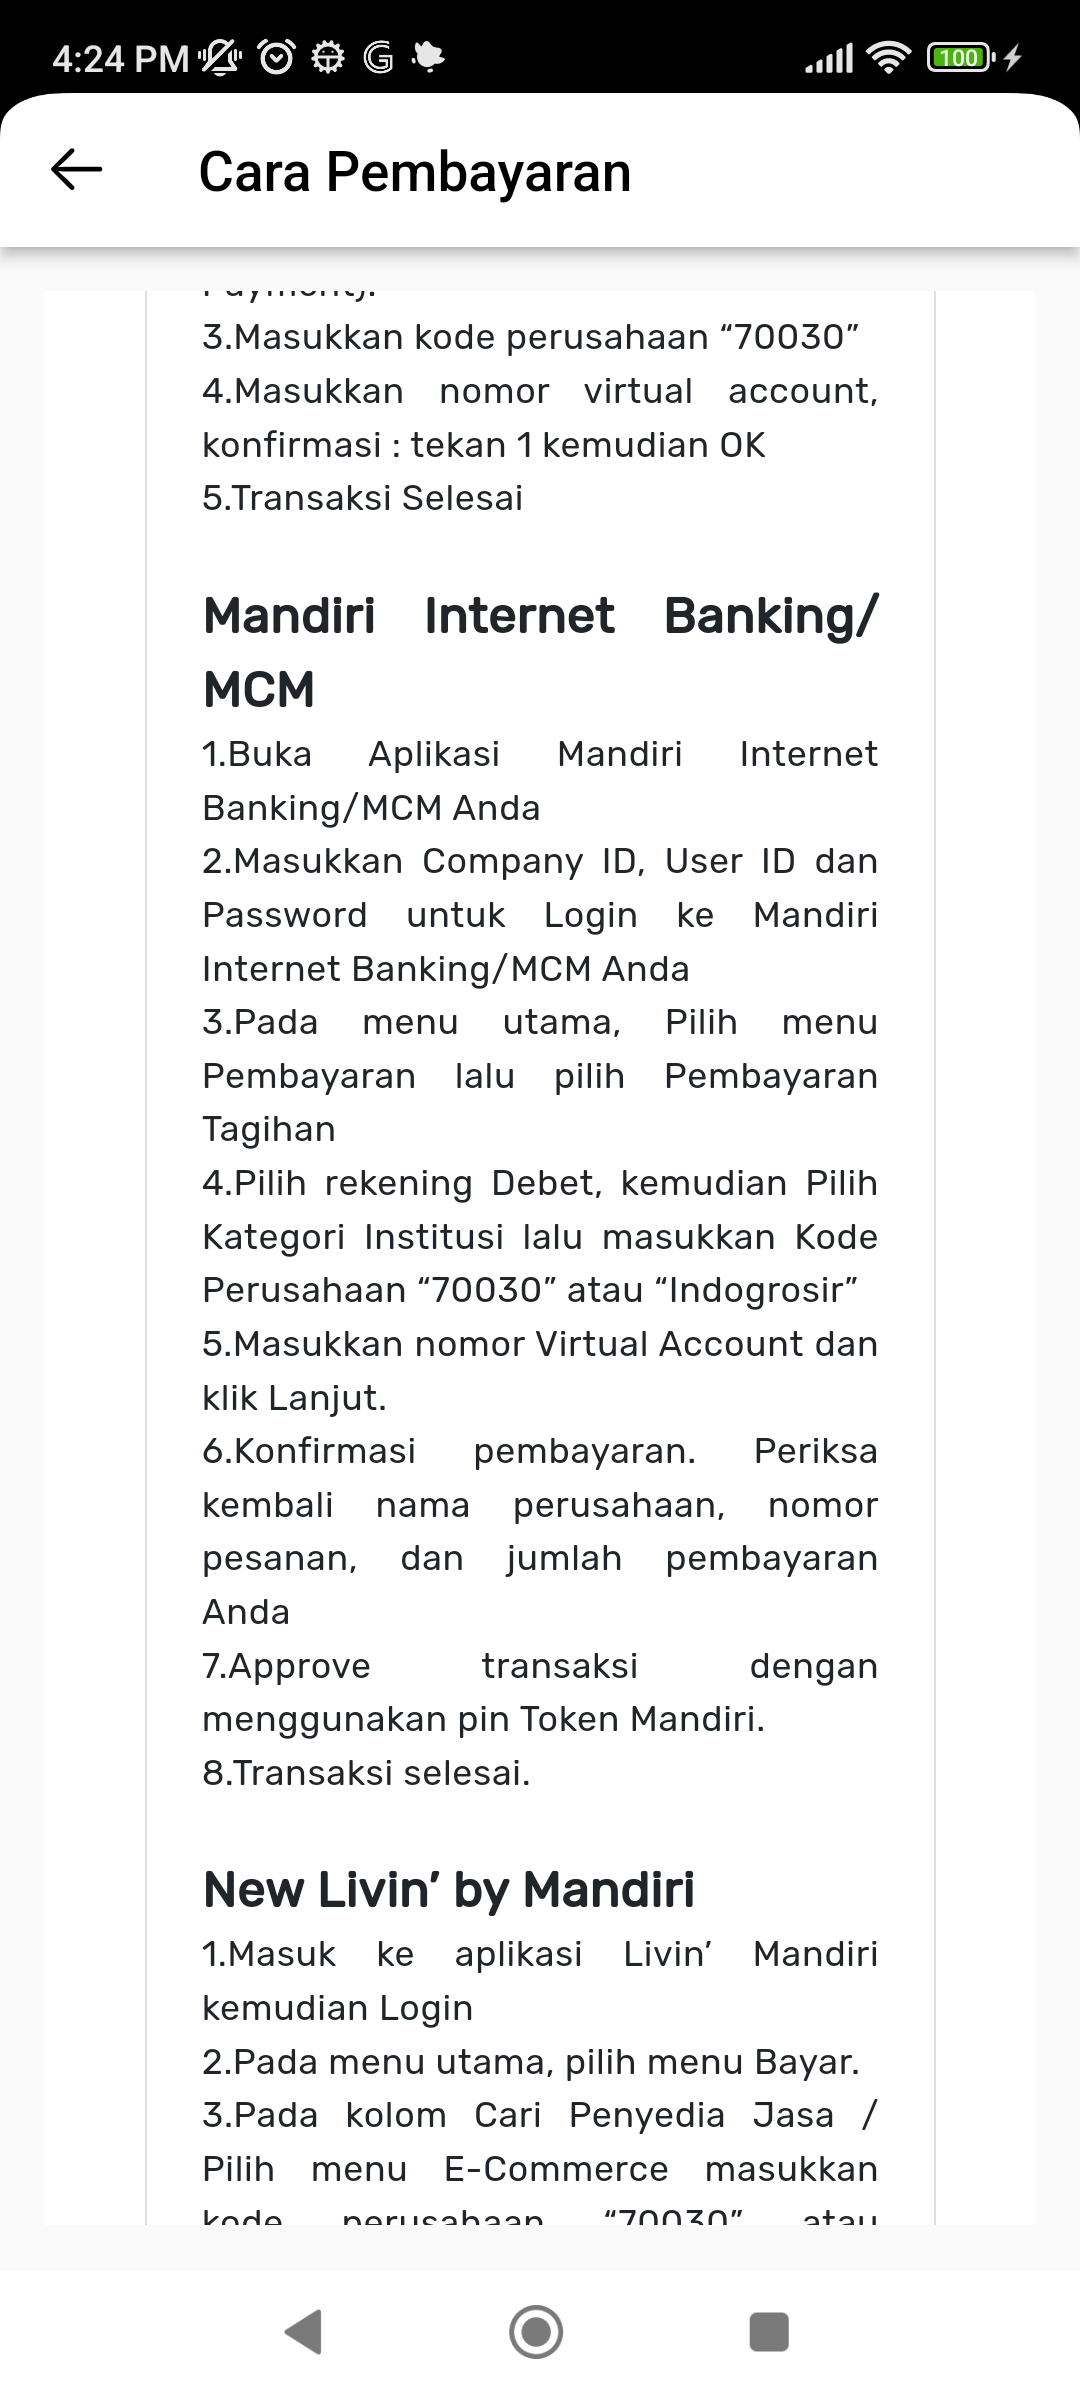 4:24 PM
100
Cara Pembayaran
3.Masukkan kode perusahaan “70030”
4.Masukkan nomor virtual account,
konfirmasi : tekan 1 kemudian OK
5.Transaksi Selesai
Mandiri Internet Banking/
MCM
1.Buka Aplikasi Mandiri Internet
Banking/MCM Anda
2.Masukkan Company ID, User ID dan
Password untuk Login ke Mandiri
Internet Banking/MCM Anda
3.Pada menu utama, Pilih menu
Pembayaran lalu pilih Pembayaran
Tagihan
4.Pilih rekening Debet, kemudian Pilih
Kategori Institusi lalu masukkan Kode
Perusahaan “70030” atau “Indogrosir”
5.Masukkan nomor Virtual Account dan
klik Lanjut.
6.Konfirmasi pembayaran. Periksa
kembali nama perusahaan, nomor
pesanan, dan jumlah pembayaran
Anda
7.Approve transaksi dengan
menggunakan pin Token Mandiri.
8.Transaksi selesai.
New Livin’ by Mandiri
1.Masuk ke aplikasi Livin’ Mandiri
kemudian Login
2.Pada menu utama, pilih menu Bayar.
3.Pada kolom Cari Penyedia Jasa /
Pilih menu E-Commerce masukkan
kode perusahaan “70030” atau